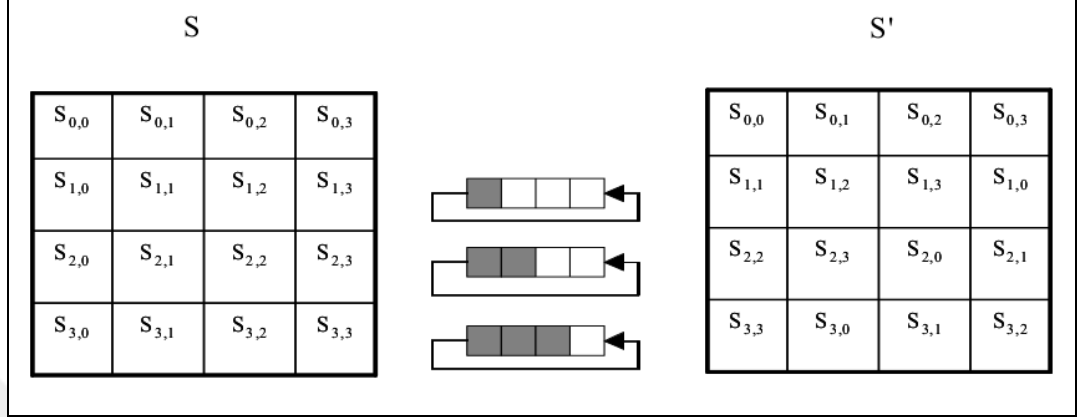 S S'
S0,0 S0,1 S0,2 S0,3 S0,0 S0,1 S0,2 S0,3
S1,0 S1,1 S1,2 S1,3 S1,1 S1,2 S1,3 S1,0
S2,0 S2,1 S2,2 S2,3 S2,2 S2,3 S2,0 S2,1
S3,0 S3,1 S3,2 S3,3 S3,3 S3,0 S3,1 S3,2